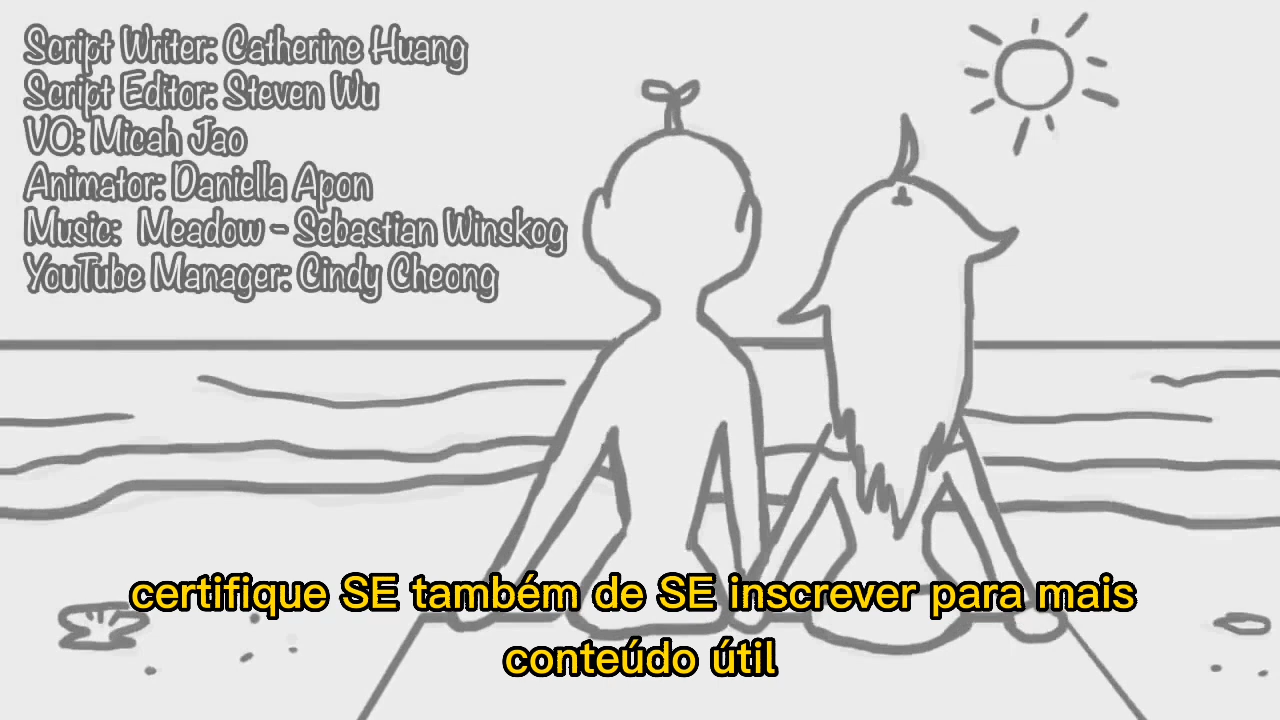 Script Writer: Catherine Huang
Script Editor: Steven Wu
VO: Micah Jao
Animator: Daniella Apon
Music: Meadow - Sebastian Winskog
YouTube Manager: Cindy Cheong
certifique SE também de SE inscrever para mais
conteúdo útil